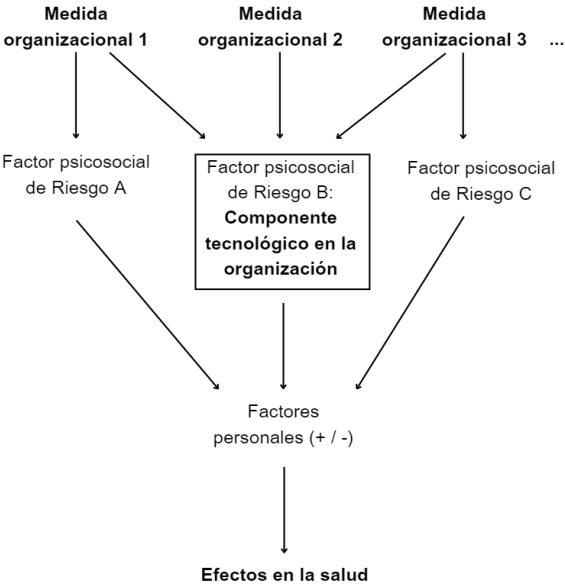 Medida
organizacional 1
Medida
organizacional 2
Medida
organizacional 3 ...
Factor psicosocial
de Riesgo A
Factor psicosocial
de Riesgo B:
Componente
tecnológico en la
organización
Factor psicosocial
de Riesgo C
Factores
personales (+ / -)
Efectos en la salud